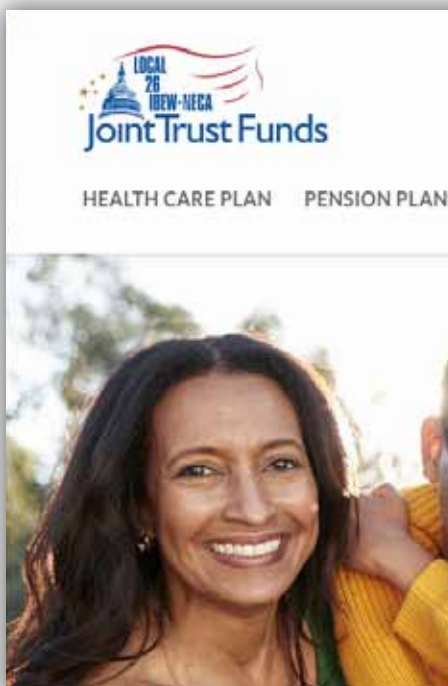 LOCAL
26
IBEW-NECA
Joint Trust Funds
HEALTH CARE PLAN PENSION PLAN